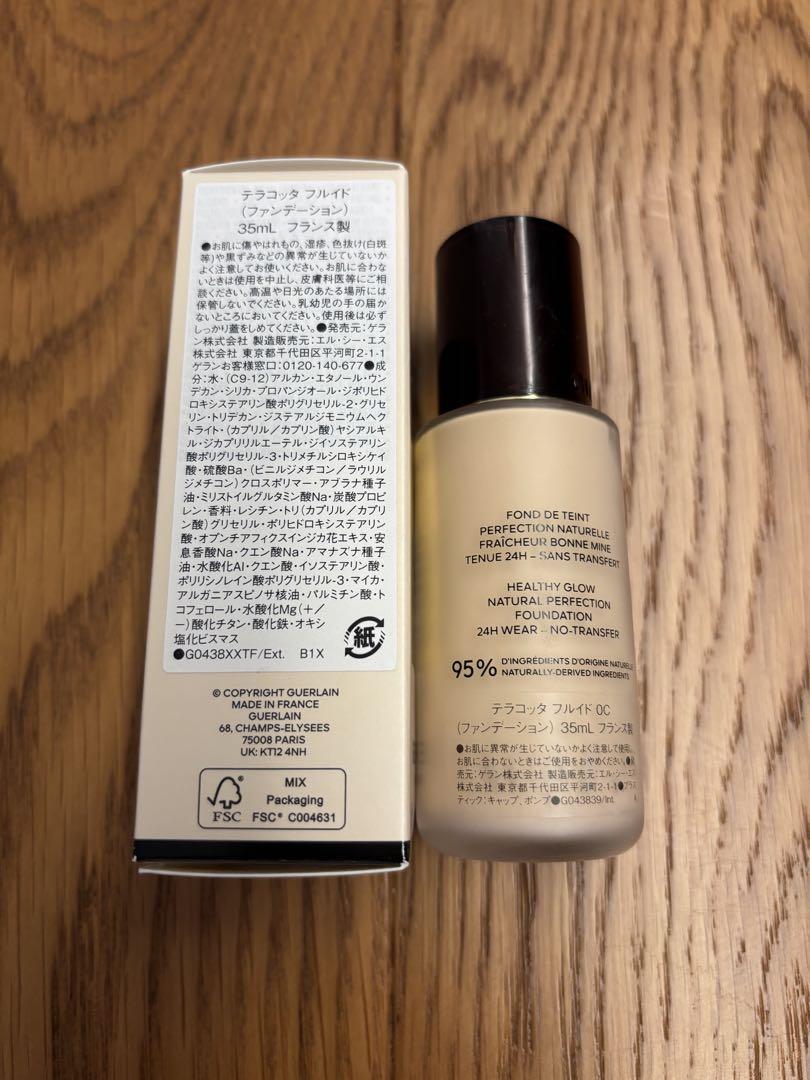 テラコッタ フルイド
(ファンデーション)
35mL フランス製
●お肌に傷やはれもの、湿疹、色抜け(白斑
等)や黒ずみなどの異常が生じていないか
よく注意してお使いください。お肌に合わな
いときは使用を中止し、皮膚科医等にご相
談ください。高温や日光のあたる場所には
保管しないでください。乳幼児の手の届か
ないところにおいてください。使用後は必ず
しっかり蓋をしめてください。●発売元:ゲラ
ン株式会社 製造販売元:エル・シー・エス
株式会社 東京都千代田区平河町2-1-1
ゲランお客様窓口:0120-140-677●成
分:水・(C9-12)アルカン・エタノール・ウン
デカン・シリカ・プロパンジオール・ジポリヒド
ロキシステアリン酸ポリグリセリル-2・グリセ
リン・トリデカン・ジステアルジモニウムヘク
トライト・(カプリル/カプリン酸)ヤシアルキ
ル・ジカプリリルエーテル・ジイソステアリン
酸ポリグリセリル-3・トリメチルシロキシケイ
酸・硫酸Ba・(ビニルジメチコン/ラウリル
ジメチコン)クロスポリマー・アブラナ種子
油・ミリストイルグルタミン酸Na・炭酸プロピ
レン・香料・レシチン・トリ(カプリル/カプリ
ン酸)グリセリル・ポリヒドロキシステアリン
酸・オプンチアフィクスインジカ花エキス・安
息香酸Na・クエン酸Na・アマナズナ種子
油・水酸化Al・クエン酸・イソステアリン酸・
ポリリシノレイン酸ポリグリセリル-3・マイカ・
アルガニアスピノサ核油・パルミチン酸・ト
コフェロール・水酸化Mg(+/
-)酸化チタン・酸化鉄・オキシ
塩化ビスマス
●G0438XXTF/Ext. B1X
紙
© COPYRIGHT GUERLAIN
MADE IN FRANCE
GUERLAIN
68, CHAMPS-ELYSEES
75008 PARIS
UK: KT12 4NH
FSC
MIX
Packaging
FSC® C004631
FOND DE TEINT
PERFECTION NATURELLE
FRAÎCHEUR BONNE MINE
TENUE 24H – SANS TRANSFERT
HEALTHY GLOW
NATURAL PERFECTION
FOUNDATION
24H WEAR – NO-TRANSFER
95% D'INGRÉDIENTS D'ORIGINE NATURELLE
NATURALLY-DERIVED INGREDIENTS
テラコッタ フルイド 0C
(ファンデーション) 35mL フランス製
●お肌に異常が生じていないかよく注意して使用し
お肌に合わないときはご使用をおやめください。●発
売元:ゲラン株式会社 製造販売元:エル・シー・エス
株式会社 東京都千代田区平河町2-1-1●プラス
ティック:キャップ、ポンプ●G043839/Int.